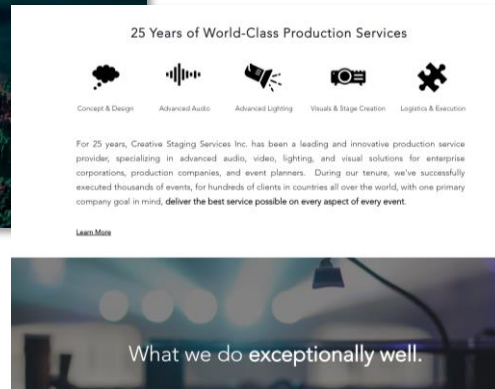 25 Years of World-Class Production Services
Concept & Design
Advanced Audio
Advanced Lighting
Visuals & Stage Creation
Logistics & Execution
For 25 years, Creative Staging Services Inc. has been a leading and innovative production service
provider, specializing in advanced audio, video, lighting, and visual solutions for enterprise
corporations, production companies, and event planners. During our tenure, we've successfully
executed thousands of events, for hundreds of clients in countries all over the world, with one primary
company goal in mind, deliver the best service possible on every aspect of every event.
Learn More
What we do exceptionally well.